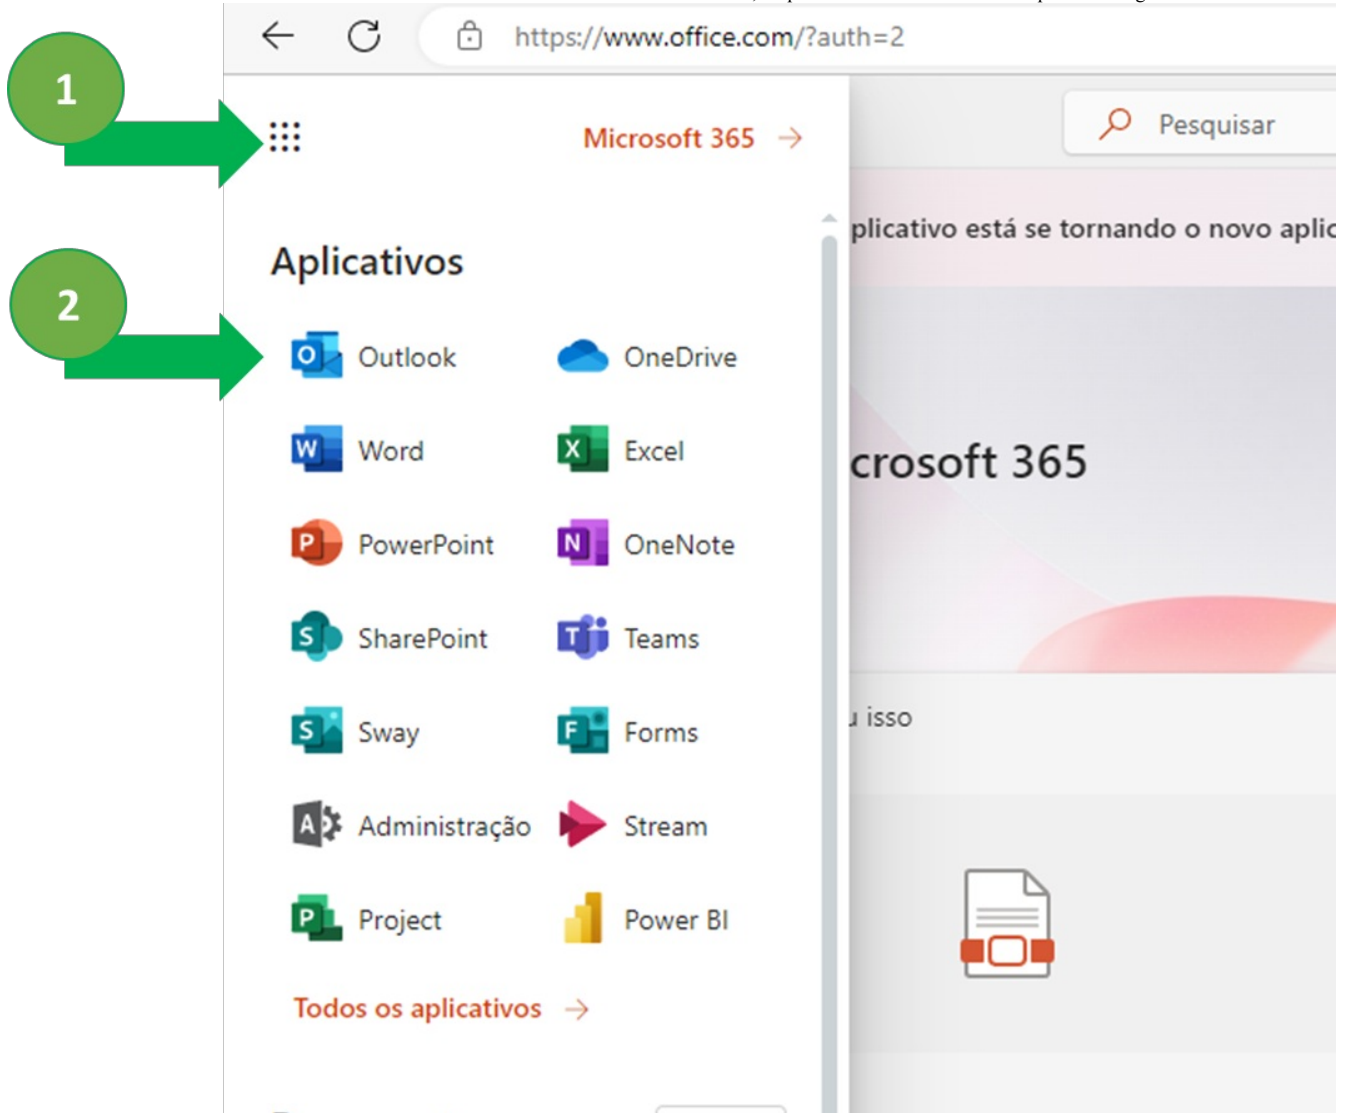 https://www.office.com/?auth=2
1
Microsoft 365 →
Pesquisar
plicativo está se tornando o novo aplic
Aplicativos
2
Outlook
OneDrive
Word
Excel
crosoft 365
PowerPoint
OneNote
SharePoint
Teams
Sway
Forms
isso
Administração
Stream
Project
Power BI
Todos os aplicativos →